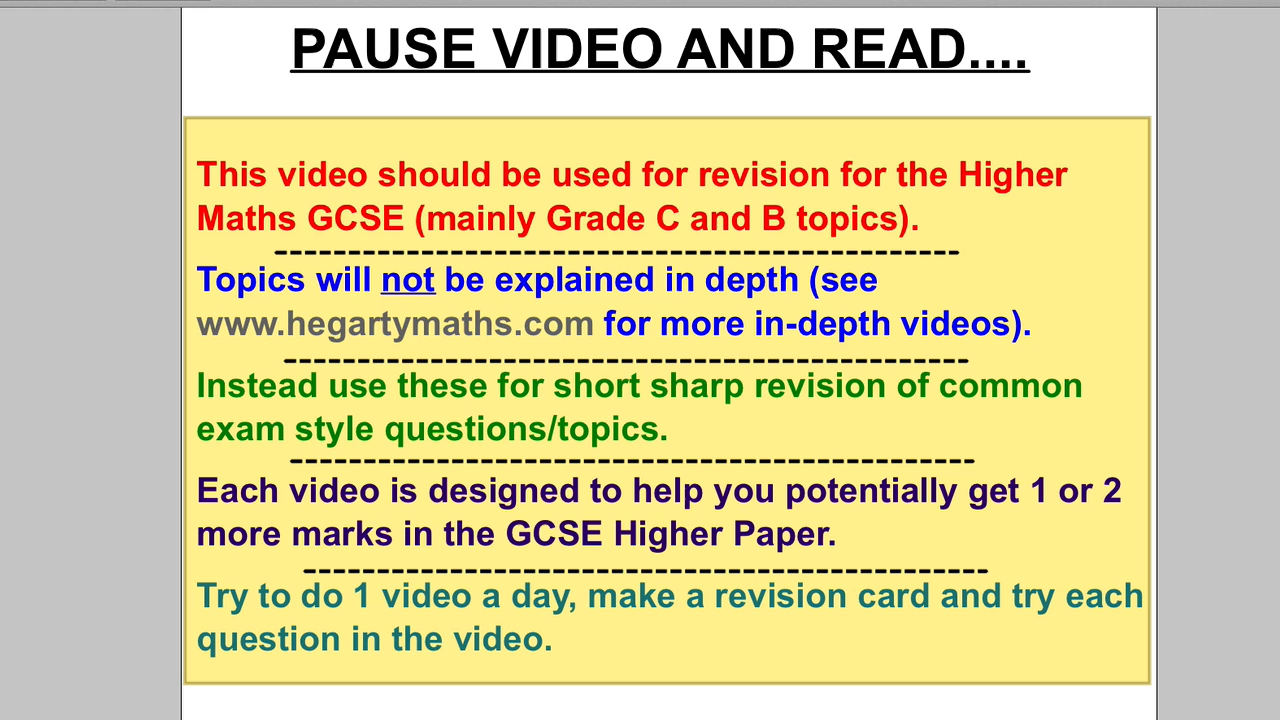 PAUSE VIDEO AND READ....
This video should be used for revision for the Higher
Maths GCSE (mainly Grade C and B topics).
Topics will not be explained in depth (see
www.hegartymaths.com for more in-depth videos).
Instead use these for short sharp revision of common
exam style questions/topics.
Each video is designed to help you potentially get 1 or 2
more marks in the GCSE Higher Paper.
Try to do 1 video a day, make a revision card and try each
question in the video.